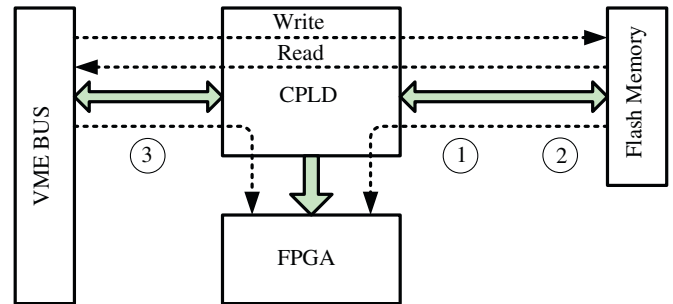 Write
Read
CPLD
VME BUS
Flash Memory
3
1
2
FPGA